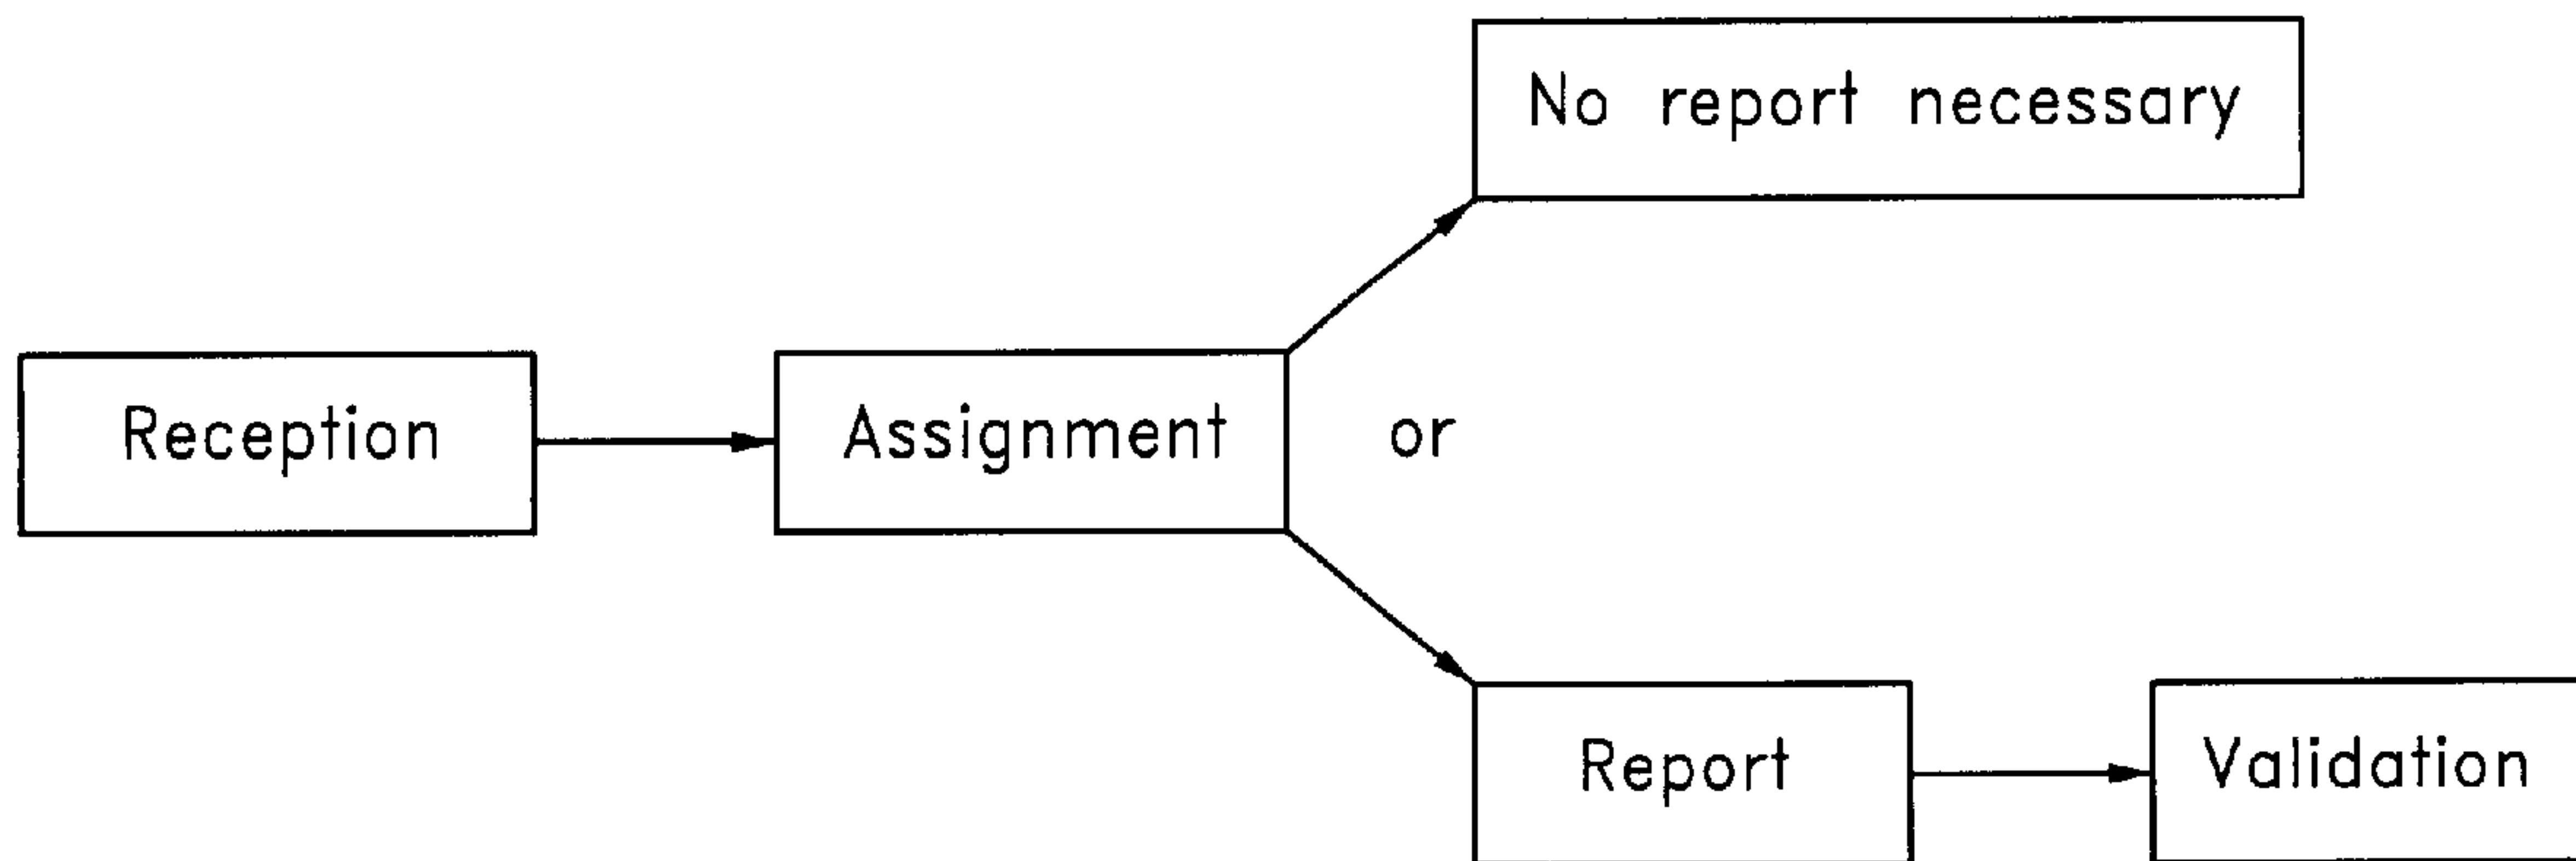 No report necessary
Reception
Assignment
or
Report
Validation